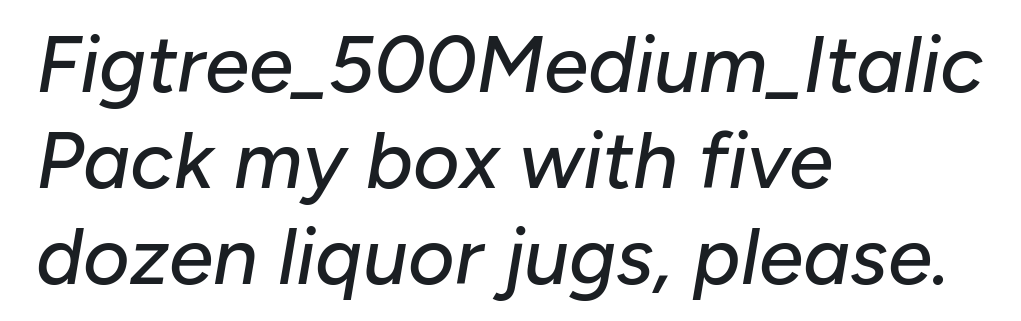 Figtree_500Medium_Italic
Pack my box with five
dozen liquor jugs, please.